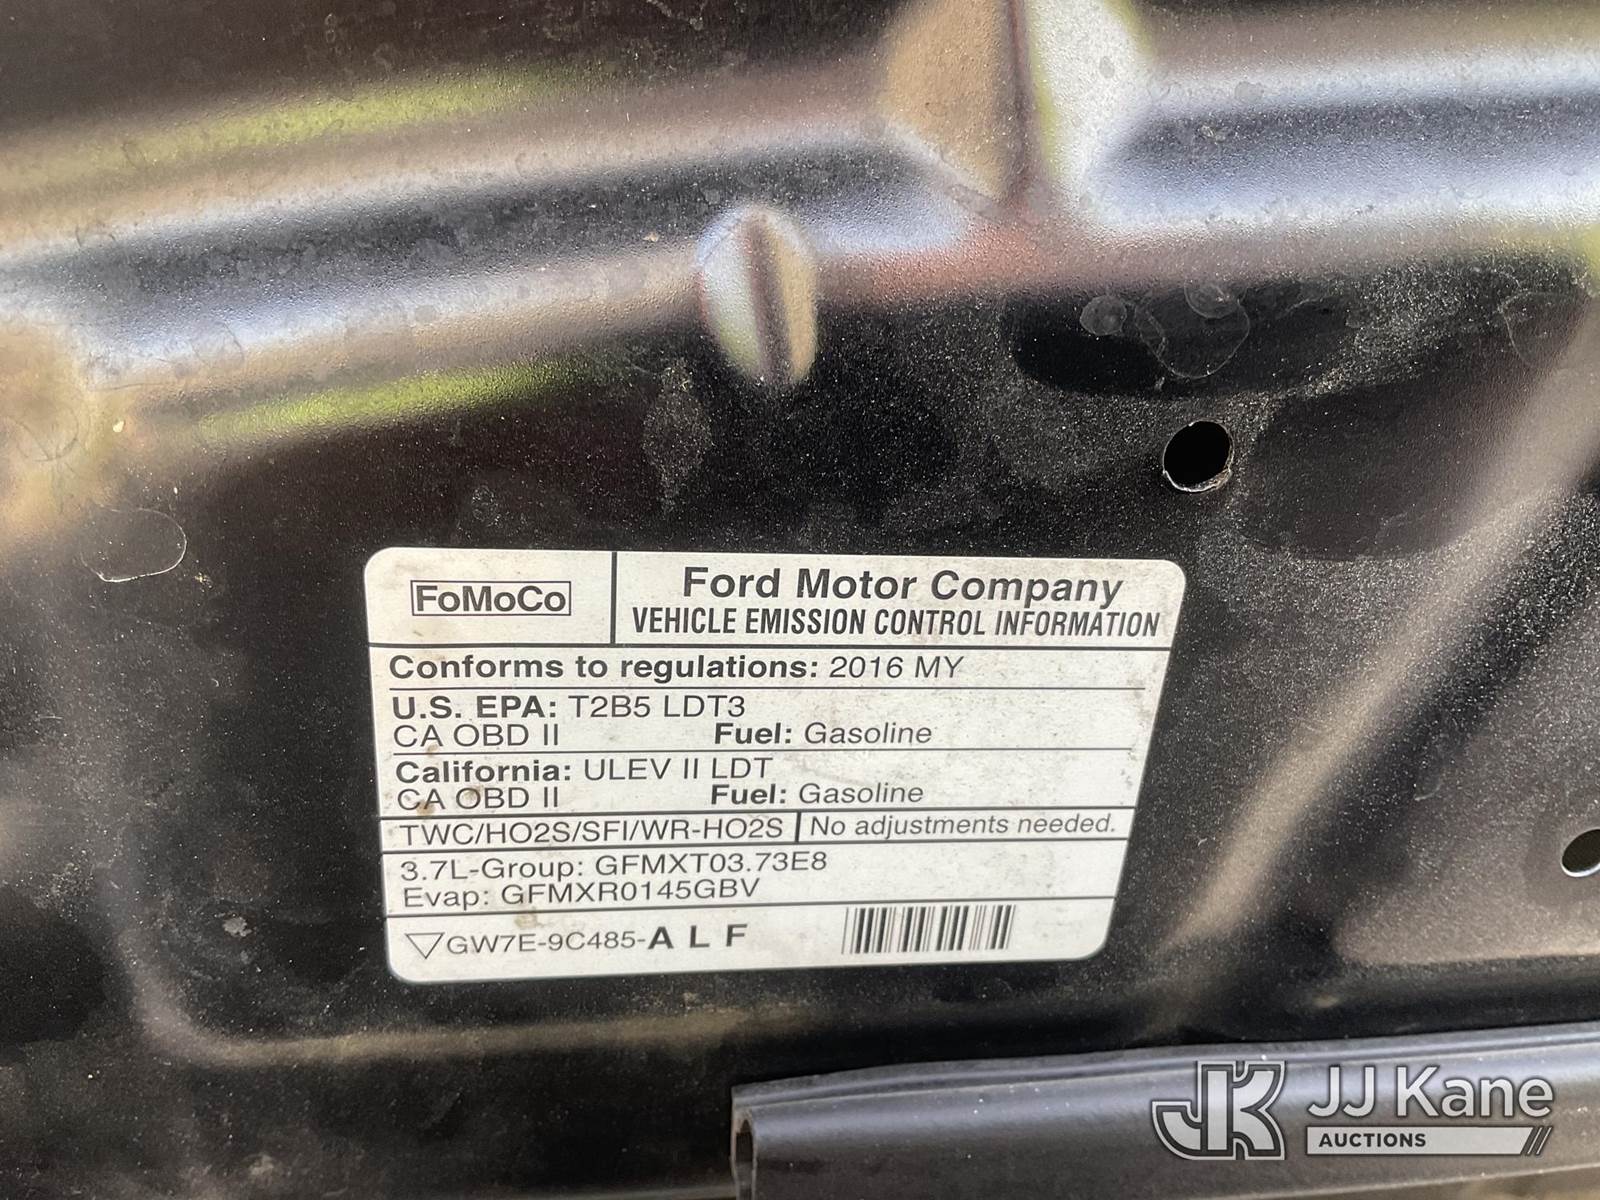 FoMoCo
Ford Motor Company
VEHICLE EMISSION CONTROL INFORMATION
Conforms to regulations: 2016 MY
U.S. EPA: T2B5 LDT3
CA OBD II Fuel: Gasoline
California: ULEV II LDT
CA OBD II Fuel: Gasoline
TWC/HO2S/SFI/WR-HO2S No adjustments needed.
3.7L-Group: GFMXT03.73E8
Evap: GFMXR0145GBV
GW7E-9C485-A L F
JK JJ Kane
AUCTIONS